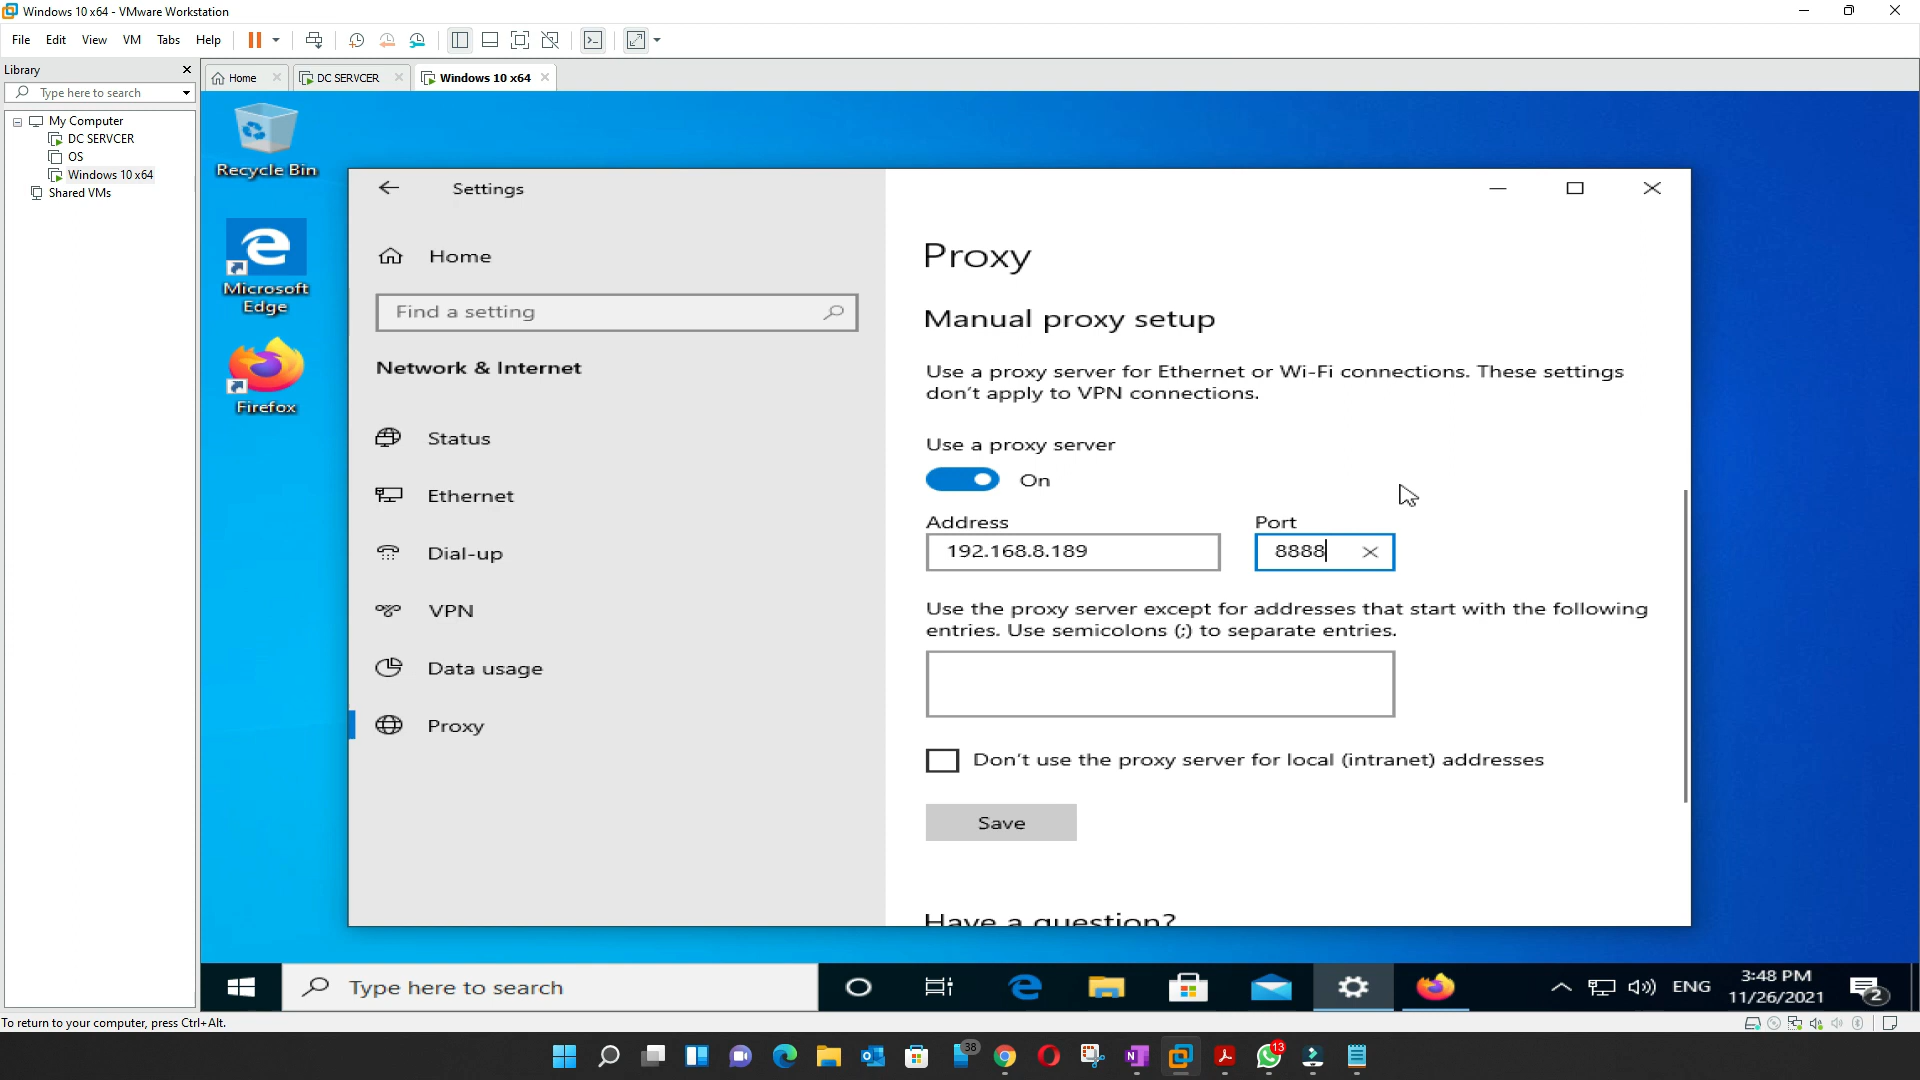 Windows 10 x64 - VMware Workstation
File Edit View VM Tabs Help
Library
Type here to search
Home
DC SERVCER
Windows 10 x64
My Computer
DC SERVCER
OS
Windows 10 x64
Shared VMs
Recycle Bin
Microsoft
Edge
Firefox
Settings
Home
Find a setting
Network & Internet
Status
Ethernet
Dial-up
VPN
Data usage
Proxy
Proxy
Manual proxy setup
Use a proxy server for Ethernet or Wi-Fi connections. These settings
don't apply to VPN connections.
Use a proxy server
On
Address Port
192.168.8.189 8888
Use the proxy server except for addresses that start with the following
entries. Use semicolons (;) to separate entries.
Don't use the proxy server for local (intranet) addresses
Save
Have a question?
Type here to search
ENG
3:48 PM
11/26/2021
2
To return to your computer, press Ctrl+Alt.
38
13